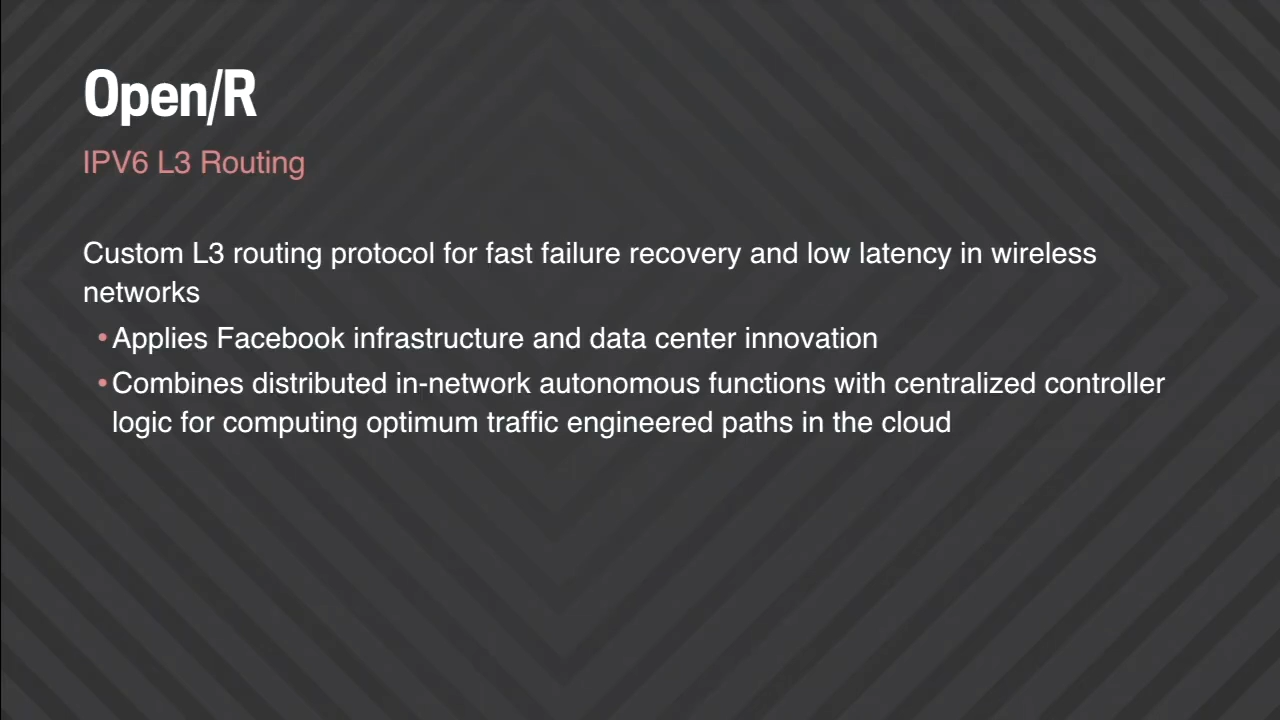 Open/R
IPV6 L3 Routing
Custom L3 routing protocol for fast failure recovery and low latency in wireless
networks
• Applies Facebook infrastructure and data center innovation
• Combines distributed in-network autonomous functions with centralized controller
logic for computing optimum traffic engineered paths in the cloud